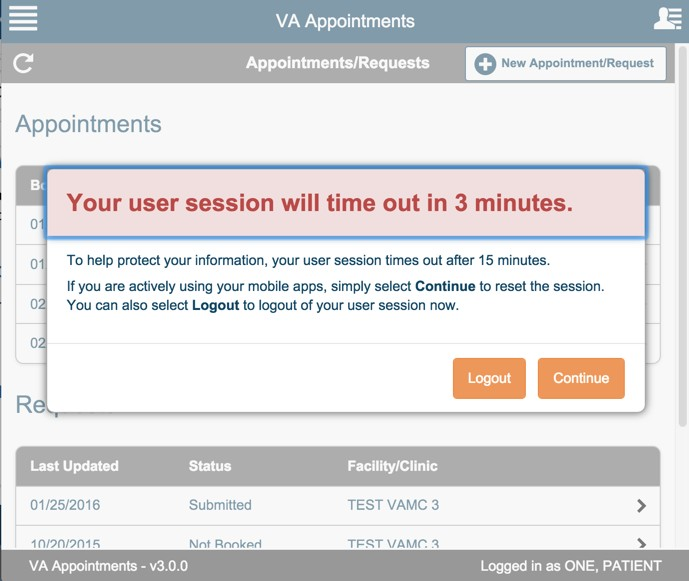 VA Appointments
Appointments/Requests
New Appointment/Request
Appointments
Your user session will time out in 3 minutes.
01
To help protect your information, your user session times out after 15 minutes.
01
If you are actively using your mobile apps, simply select Continue to reset the session.
02
You can also select Logout to logout of your user session now.
02
Logout Continue
Last Updated Status Facility/Clinic
01/25/2016 Submitted TEST VAMC 3
10/20/2015 Not Booked TEST VAMC 3
VA Appointments - v3.0.0 Logged in as ONE, PATIENT